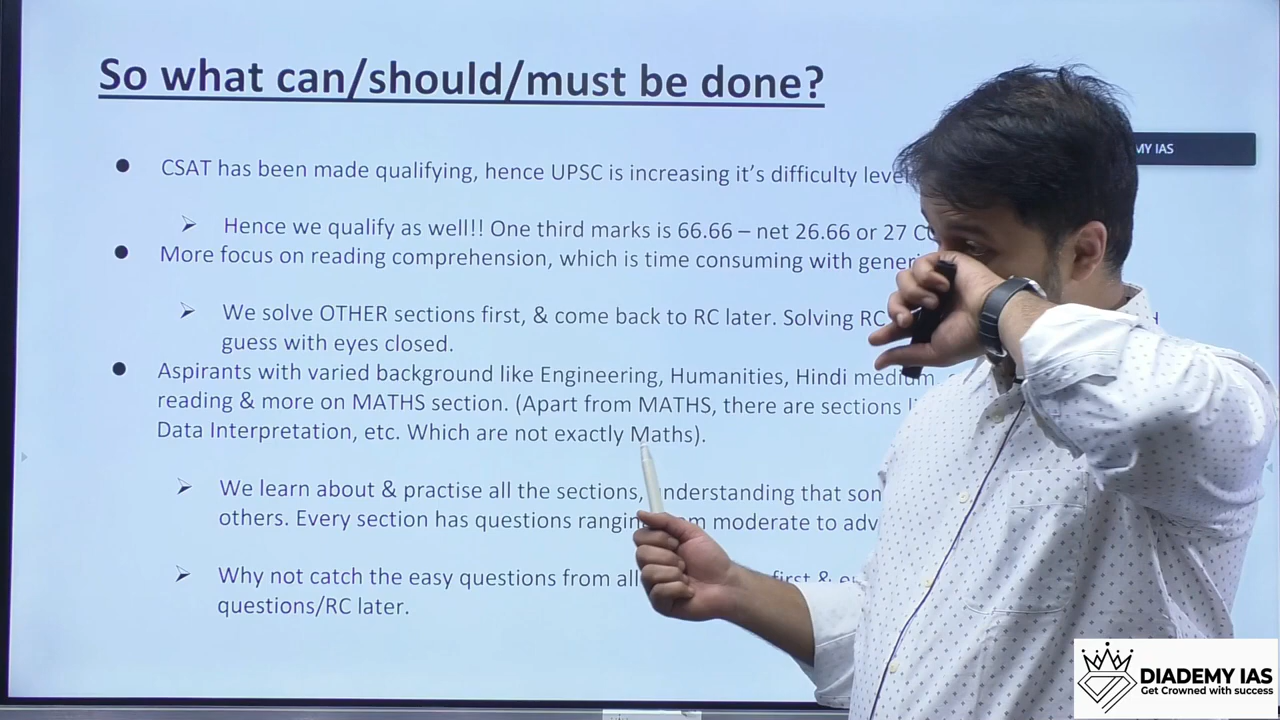 So what can/should/must be done?
MY IAS
● CSAT has been made qualifying, hence UPSC is increasing it's difficulty leve
➢ Hence we qualify as well!! One third marks is 66.66 – net 26.66 or 27 C
● More focus on reading comprehension, which is time consuming with generi
➢ We solve OTHER sections first, & come back to RC later. Solving RC
guess with eyes closed.
● Aspirants with varied background like Engineering, Humanities, Hindi medium
reading & more on MATHS section. (Apart from MATHS, there are sections li
Data Interpretation, etc. Which are not exactly Maths).
➢ We learn about & practise all the sections, nderstanding that som
others. Every section has questions rangin m moderate to adv
➢ Why not catch the easy questions from all first &
questions/RC later.
DIADEMY IAS
Get Crowned with success